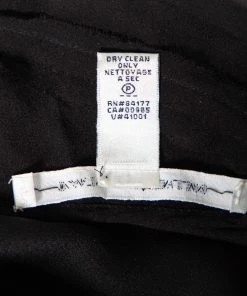 DRY CLEAN
ONLY
NETTOYAGE
A SEC
P
RN#84177
CA#00985
V#41001